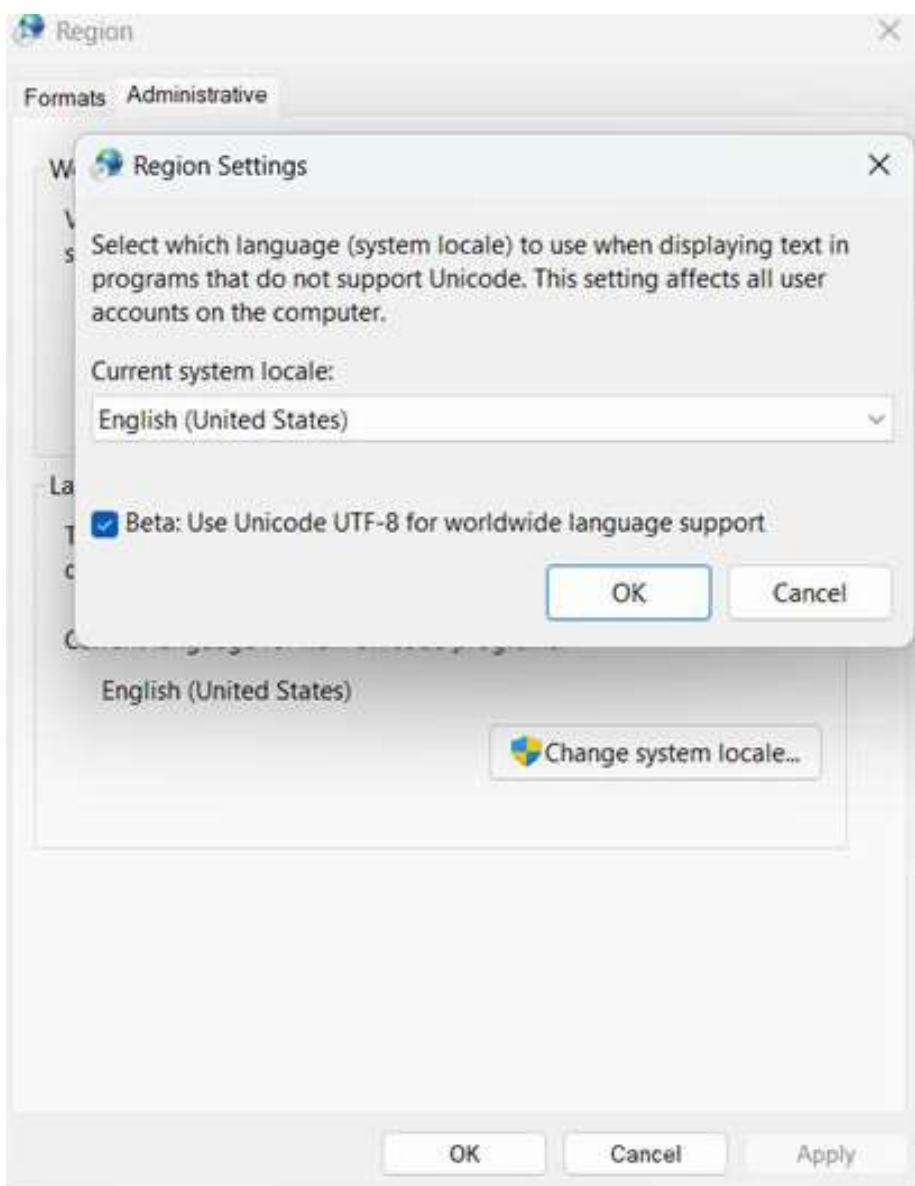 Region
Formats Administrative
Region Settings
Select which language (system locale) to use when displaying text in
programs that do not support Unicode. This setting affects all user
accounts on the computer.
Current system locale:
English (United States)
Beta: Use Unicode UTF-8 for worldwide language support
OK Cancel
English (United States)
Change system locale...
OK Cancel Apply